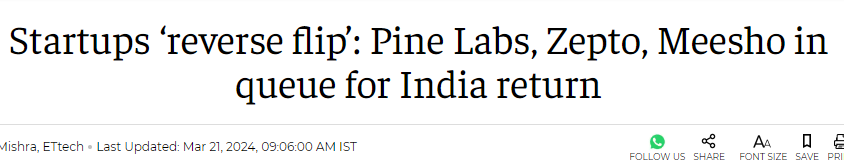 Startups ‘reverse flip’: Pine Labs, Zepto, Meesho in
queue for India return
Mishra, ETtech • Last Updated: Mar 21, 2024, 09:06:00 AM IST
AA
FOLLOW US SHARE FONT SIZE SAVE